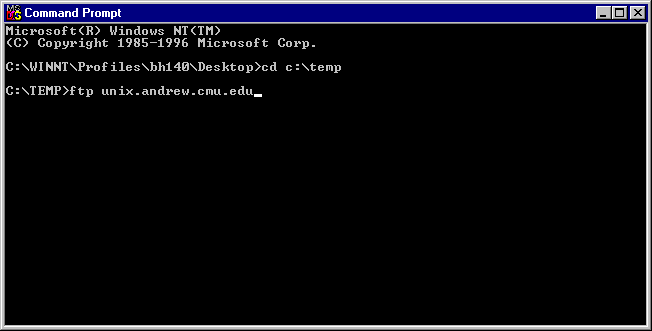 Command Prompt
Microsoft(R) Windows NT(TM)
(C) Copyright 1985-1996 Microsoft Corp.
C:\WINNT\Profiles\bh140\Desktop>cd c:\temp
C:\TEMP>ftp unix.andrew.cmu.edu